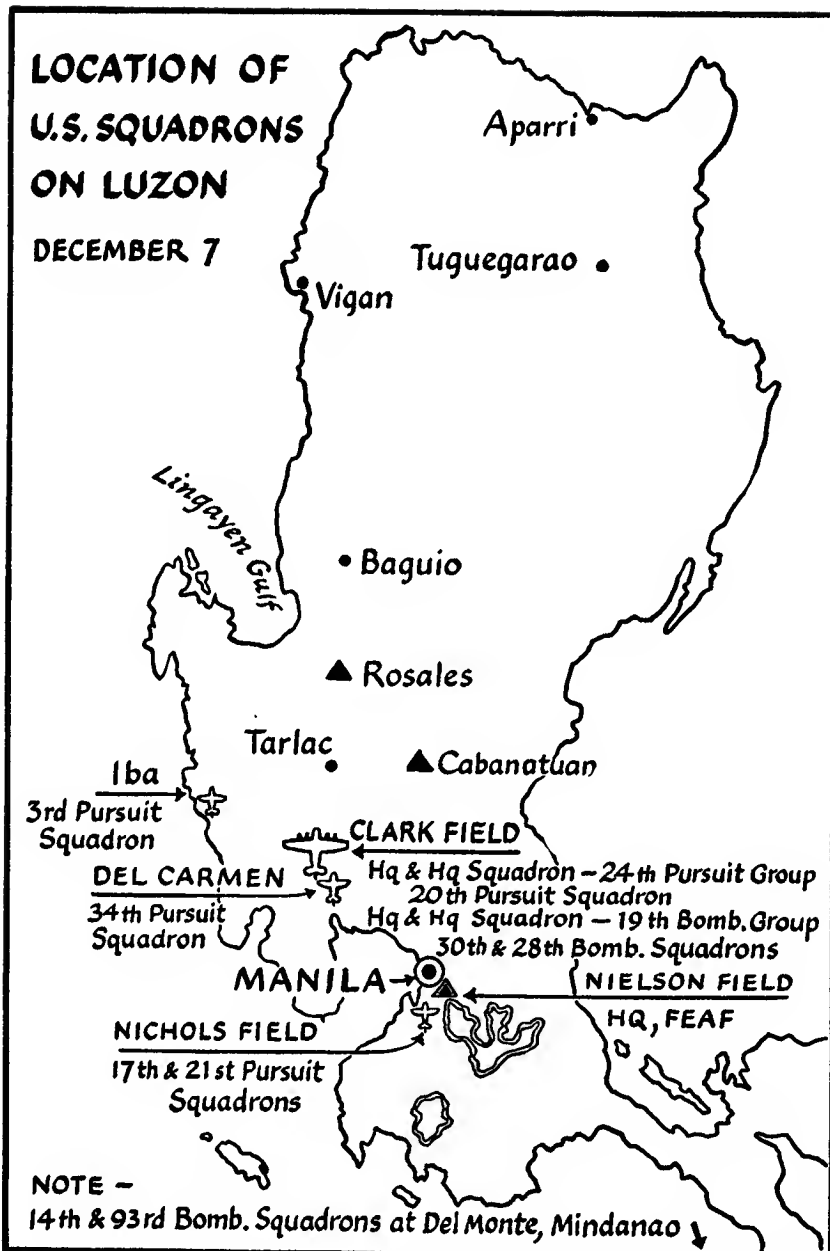 LOCATION OF
U.S. SQUADRONS
ON LUZON
DECEMBER 7
Aparri
Tuguegarao
Vigan
Lingayen Gulf
Baguio
Rosales
Tarlac
Cabanatuan
Iba
3rd Pursuit
Squadron
CLARK FIELD
Hq & Hq Squadron – 24th Pursuit Group
20th Pursuit Squadron
Hq & Hq Squadron – 19th Bomb. Group
30th & 28th Bomb. Squadrons
DEL CARMEN
34th Pursuit
Squadron
MANILA
NIELSON FIELD
HQ, FEAF
NICHOLS FIELD
17th & 21st Pursuit
Squadrons
NOTE –
14th & 93rd Bomb. Squadrons at Del Monte, Mindanao